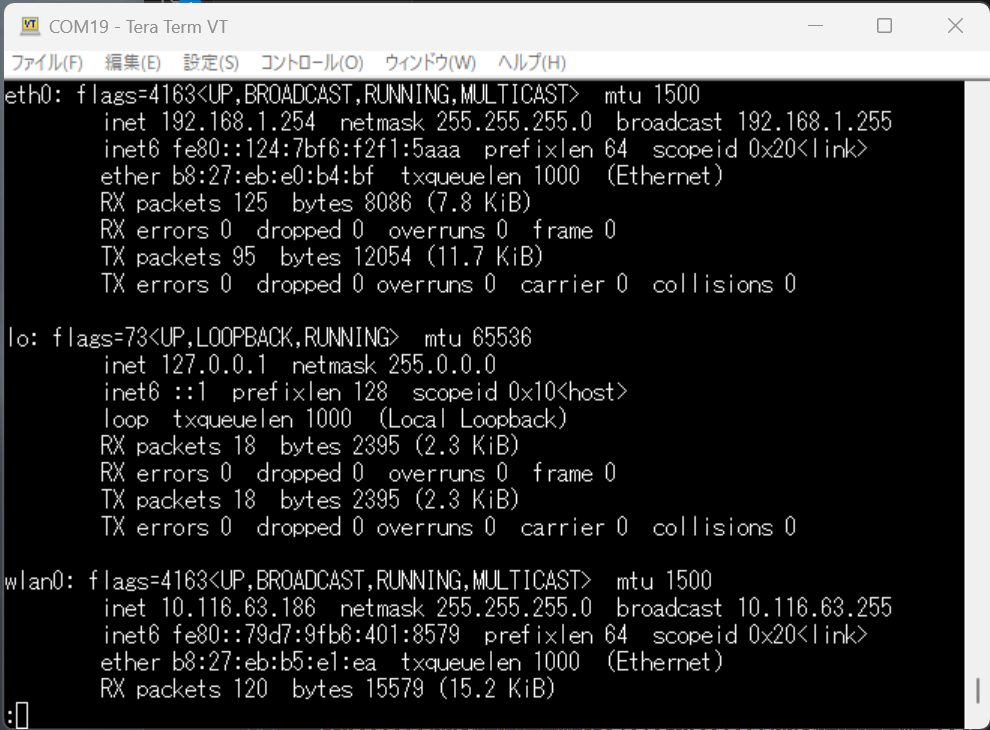 COM19 - Tera Term VT
ファイル(F) 編集(E) 設定(S) コントロール(O) ウィンドウ(W) ヘルプ(H)
eth0: flags=4163<UP,BROADCAST,RUNNING,MULTICAST>  mtu 1500
        inet 192.168.1.254  netmask 255.255.255.0  broadcast 192.168.1.255
        inet6 fe80::124:7bf6:f2f1:5aaa  prefixlen 64  scopeid 0x20<link>
        ether b8:27:eb:e0:b4:bf  txqueuelen 1000  (Ethernet)
        RX packets 125  bytes 8086 (7.8 KiB)
        RX errors 0  dropped 0  overruns 0  frame 0
        TX packets 95  bytes 12054 (11.7 KiB)
        TX errors 0  dropped 0 overruns 0  carrier 0  collisions 0
lo: flags=73<UP,LOOPBACK,RUNNING>  mtu 65536
        inet 127.0.0.1  netmask 255.0.0.0
        inet6 ::1  prefixlen 128  scopeid 0x10<host>
        loop  txqueuelen 1000  (Local Loopback)
        RX packets 18  bytes 2395 (2.3 KiB)
        RX errors 0  dropped 0  overruns 0  frame 0
        TX packets 18  bytes 2395 (2.3 KiB)
        TX errors 0  dropped 0 overruns 0  carrier 0  collisions 0
wlan0: flags=4163<UP,BROADCAST,RUNNING,MULTICAST>  mtu 1500
        inet 10.116.63.186  netmask 255.255.255.0  broadcast 10.116.63.255
        inet6 fe80::79d7:9fb6:401:8579  prefixlen 64  scopeid 0x20<link>
        ether b8:27:eb:b5:e1:ea  txqueuelen 1000  (Ethernet)
        RX packets 120  bytes 15579 (15.2 KiB)
: